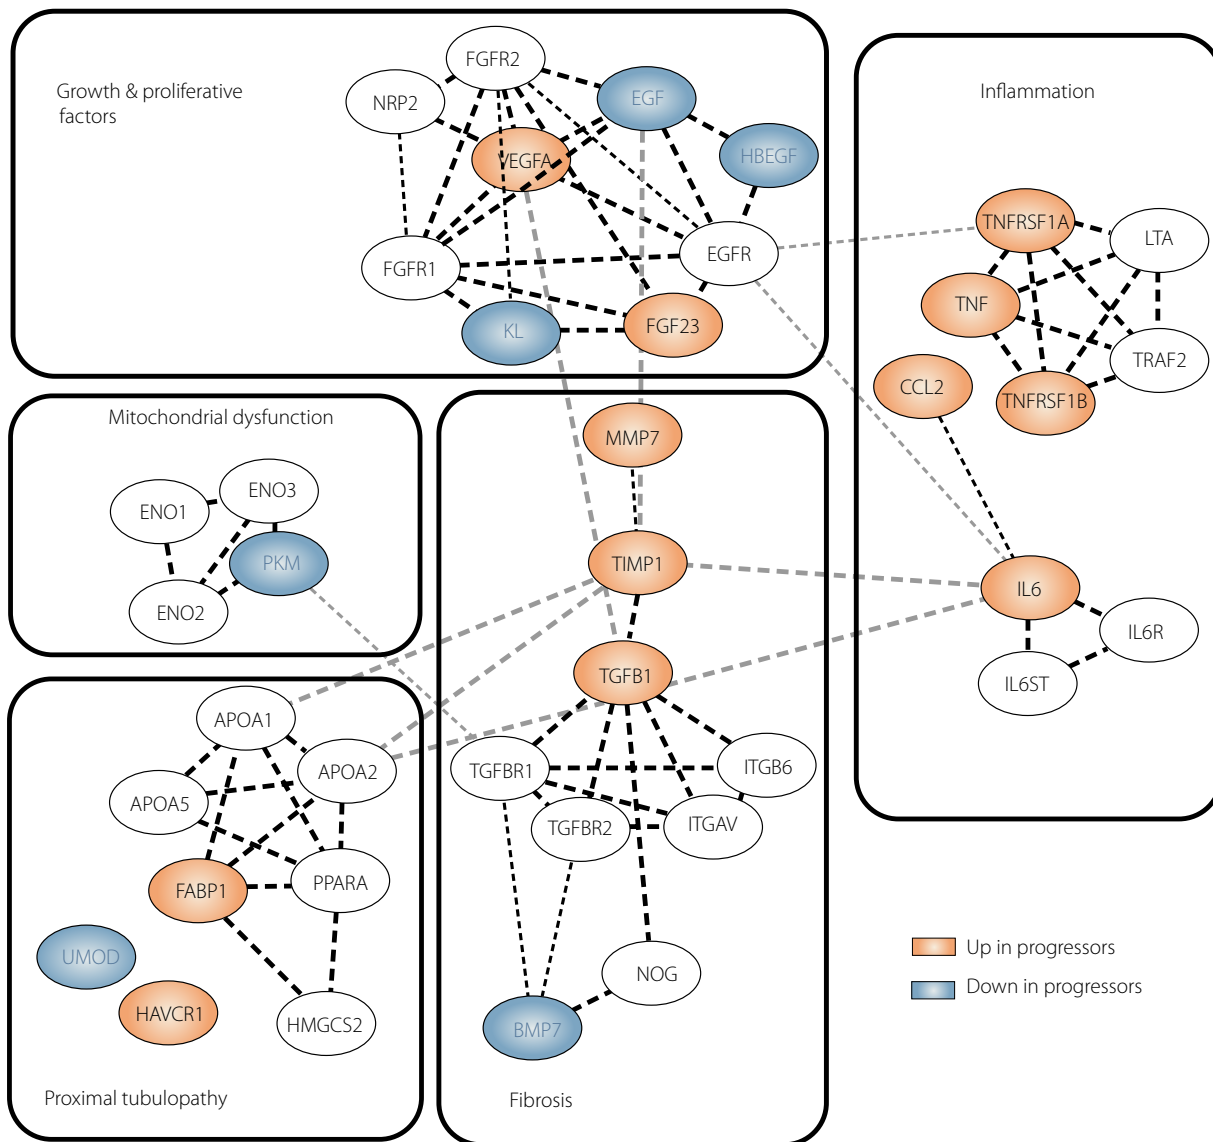 Growth & proliferative
factors
FGFR2
NRP2
EGF
HBEGF
VEGFA
FGFR1
EGFR
KL
FGF23
Inflammation
TNFRSF1A
LTA
TNF
TRAF2
CCL2
TNFRSF1B
IL6
IL6R
IL6ST
Mitochondrial dysfunction
ENO3
ENO1
PKM
ENO2
MMP7
TIMP1
TGFB1
TGFBR1
ITGB6
TGFBR2
ITGAV
NOG
BMP7
Fibrosis
APOA1
APOA2
APOA5
FABP1
PPARA
UMOD
HAVCR1
HMGCS2
Proximal tubulopathy
Up in progressors
Down in progressors